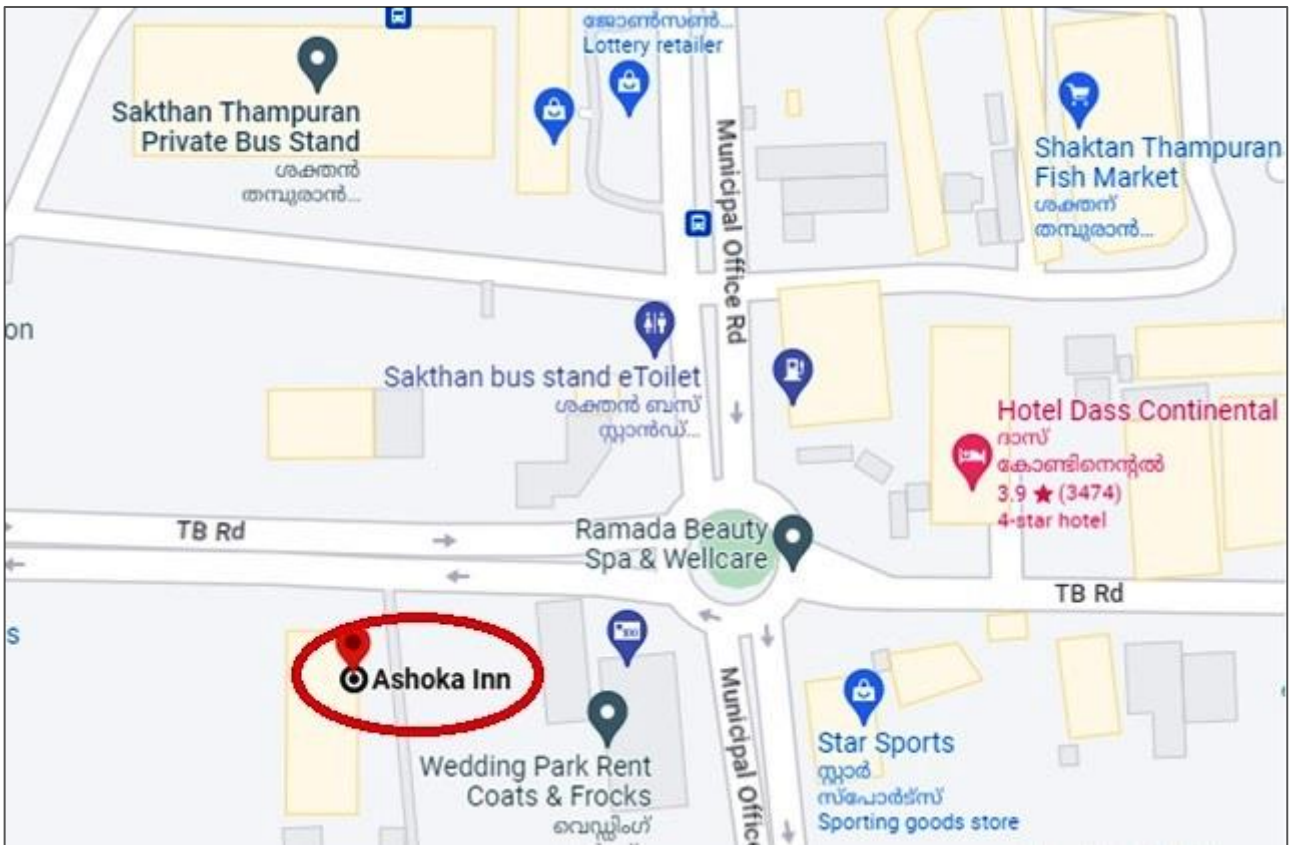 ജോൺസൺ...
Lottery retailer
Sakthan Thampuran
Private Bus Stand
ശക്തൻ
തമ്പുരാൻ...
Municipal Office Rd
Shaktan Thampuran
Fish Market
ശക്തന്
തമ്പുരാൻ...
on
Sakthan bus stand eToilet
ശക്തൻ ബസ്
സ്റ്റാൻഡ്...
Hotel Dass Continental
ദാസ്
കോണ്ടിനെന്റൽ
3.9 ★ (3474)
4-star hotel
TB Rd
Ramada Beauty
Spa & Wellcare
TB Rd
s
Ashoka Inn
Wedding Park Rent
Coats & Frocks
വെഡ്ഡിംഗ്
Municipal Office
Star Sports
സ്റ്റാർ
സ്പോർട്സ്
Sporting goods store